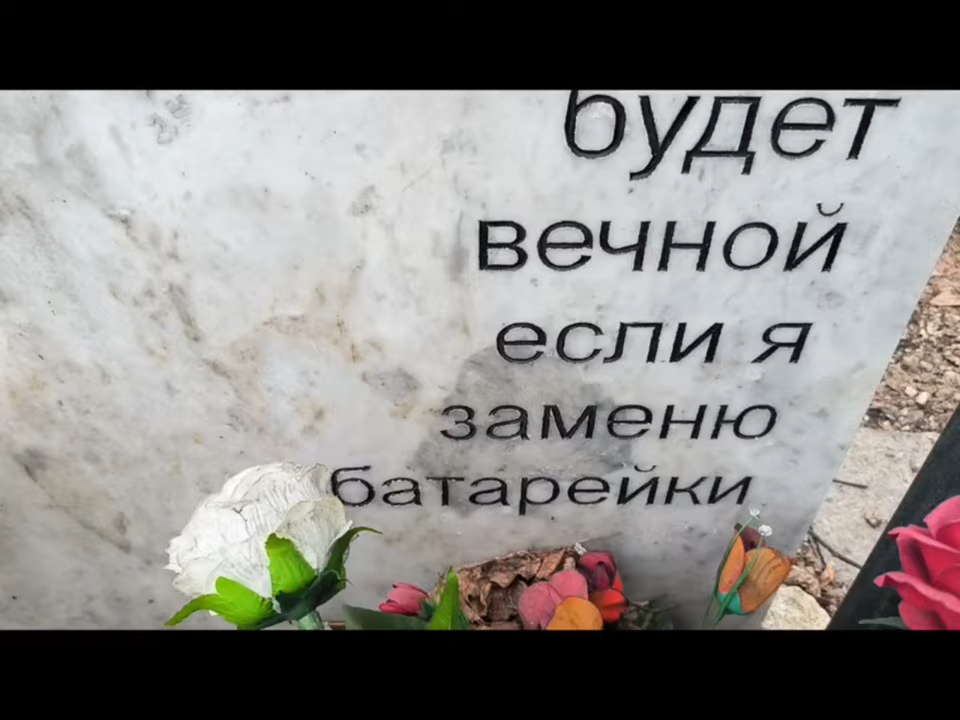 будет
вечной
если я
заменю
батарейки